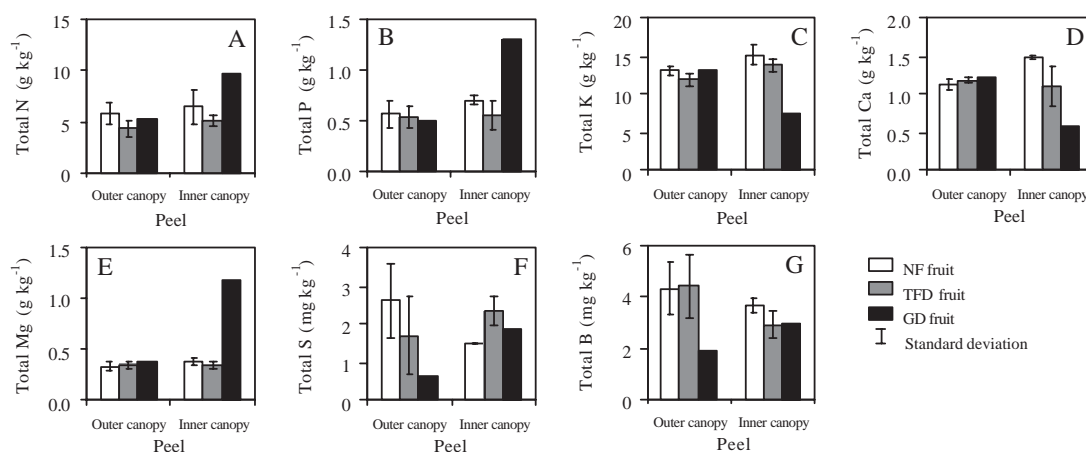 A
Total N (g kg-1)
15
10
5
0
Outer canopy Inner canopy
Peel
B
Total P (g kg-1)
1.5
1.0
0.5
0.0
Outer canopy Inner canopy
Peel
C
Total K (g kg-1)
20
15
10
5
0
Outer canopy Inner canopy
Peel
D
Total Ca (g kg-1)
2.0
1.5
1.0
0.5
0.0
Outer canopy Inner canopy
Peel
E
Total Mg (g kg-1)
1.5
1.0
0.5
0.0
Outer canopy Inner canopy
Peel
F
Total S (mg kg-1)
4
3
2
1
0
Outer canopy Inner canopy
Peel
G
Total B (mg kg-1)
6
4
2
0
Outer canopy Inner canopy
Peel
NF fruit
TFD fruit
GD fruit
Standard deviation